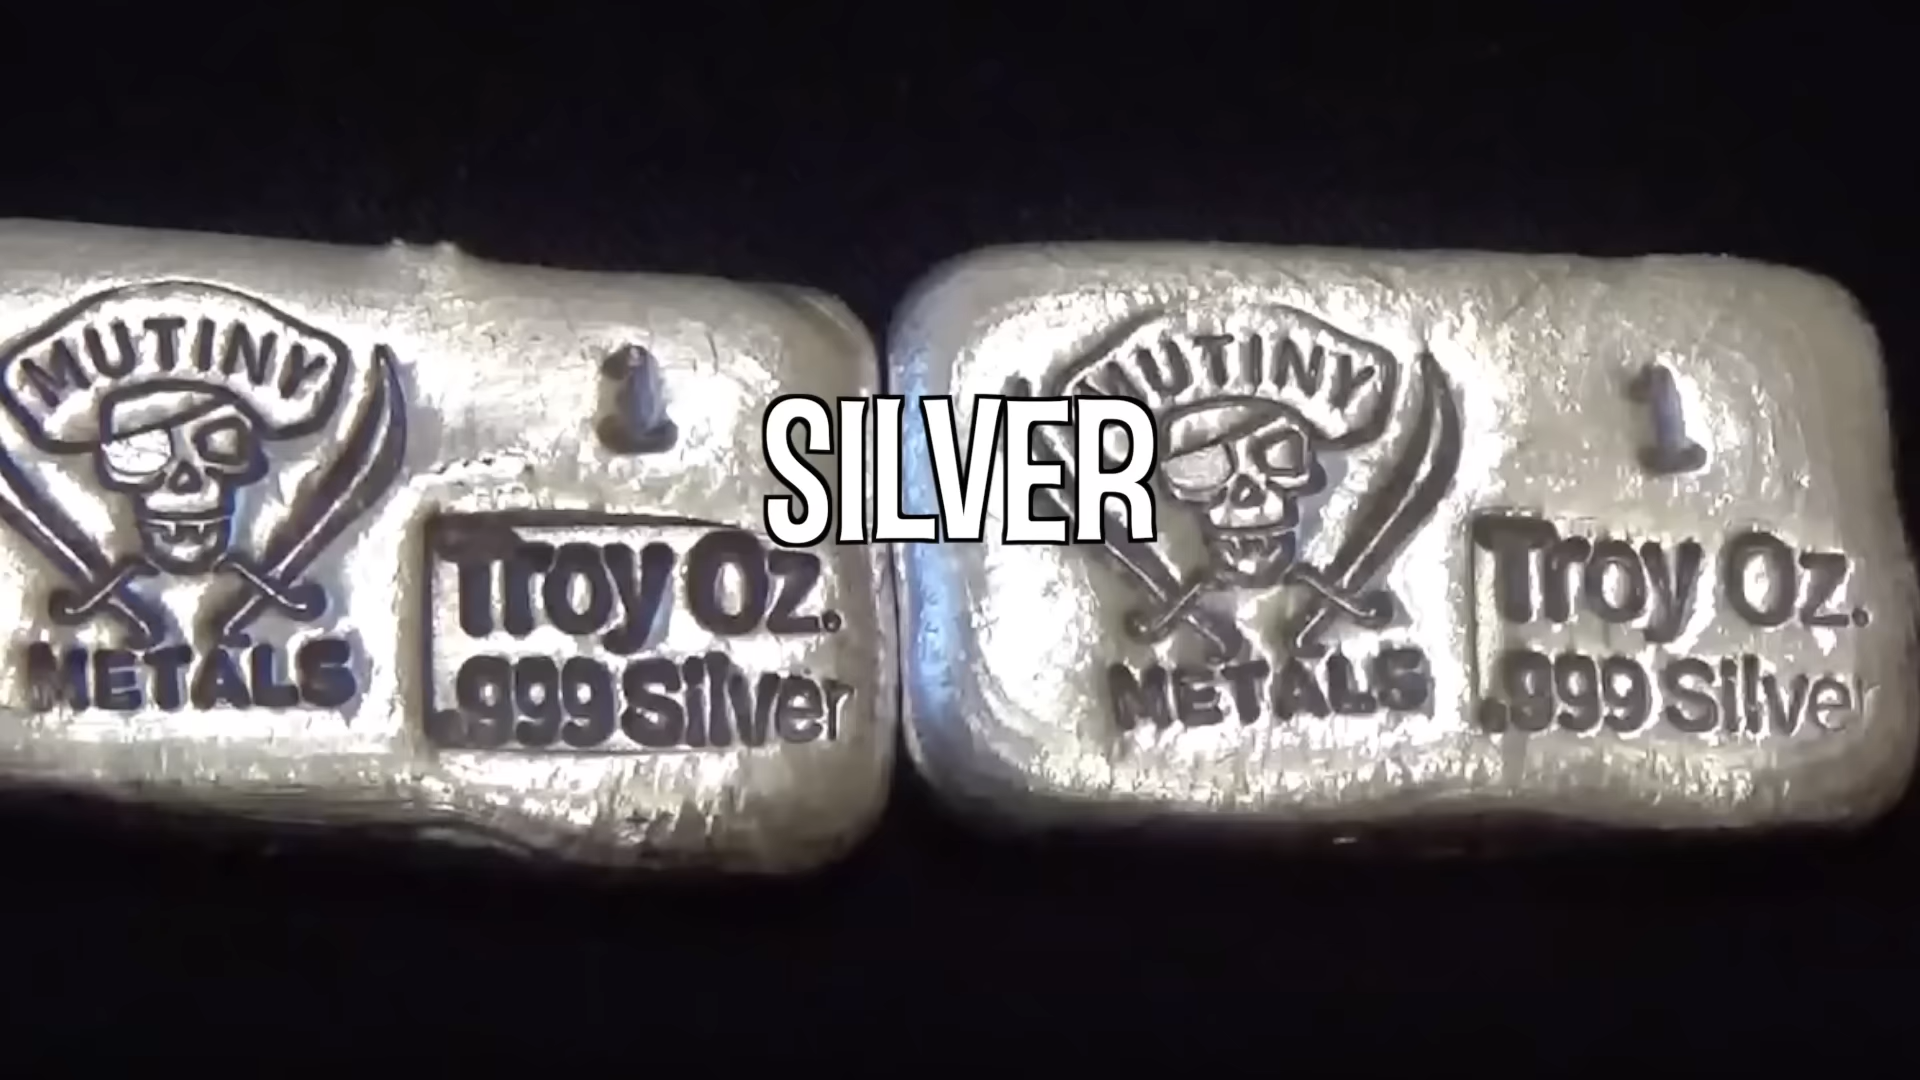 MUTINY
METALS
1
Troy Oz.
.999 Silver
SILVER
MUTINY
METALS
1
Troy Oz.
.999 Silver